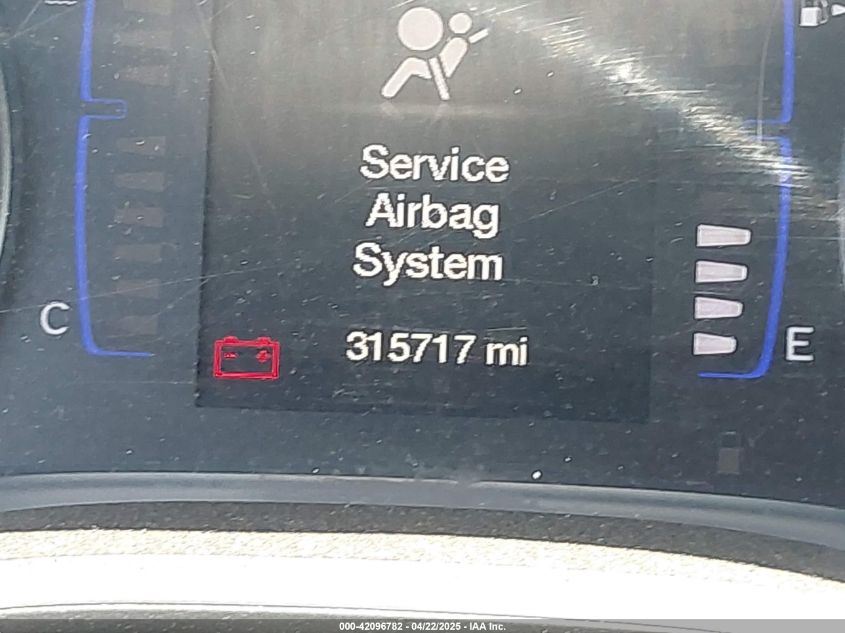 Service
Airbag
System
C
315717 mi
E
000-42096782 - 04/22/2025 - IAA Inc.